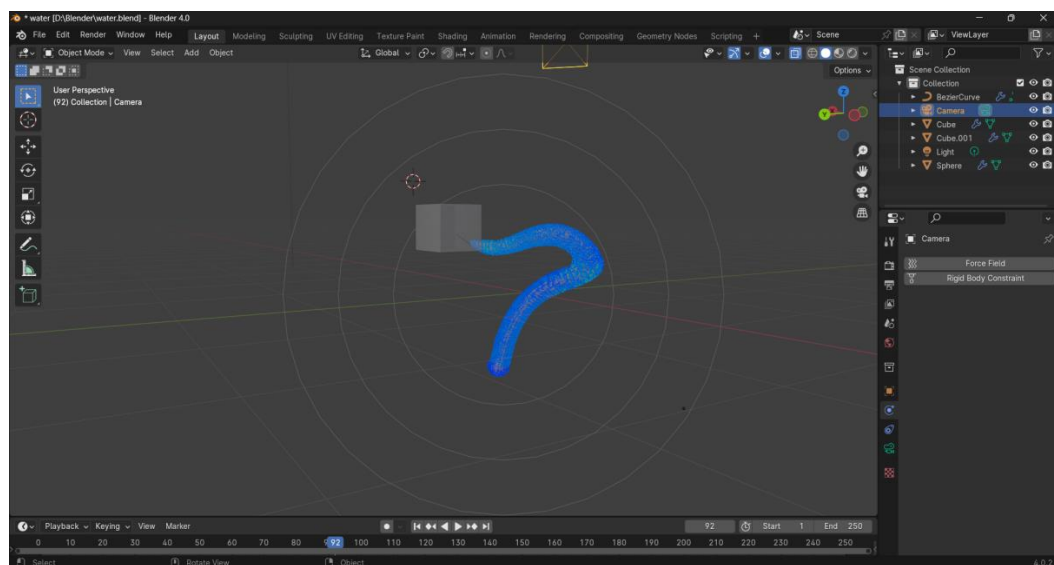 * water [D:\Blender\water.blend] - Blender 4.0
File Edit Render Window Help Layout Modeling Sculpting UV Editing Texture Paint Shading Animation Rendering Compositing Geometry Nodes Scripting + Scene ViewLayer
Object Mode View Select Add Object Global
Options
User Perspective
(92) Collection | Camera
Z
Y
Scene Collection
Collection
BezierCurve
Camera
Cube
Cube.001
Light
Sphere
Camera
Force Field
Rigid Body Constraint
Playback Keying View Marker 92 Start 1 End 250
0 10 20 30 40 50 60 70 80 92 100 110 120 130 140 150 160 170 180 190 200 210 220 230 240 250
Select Rotate View Object 4.0.2